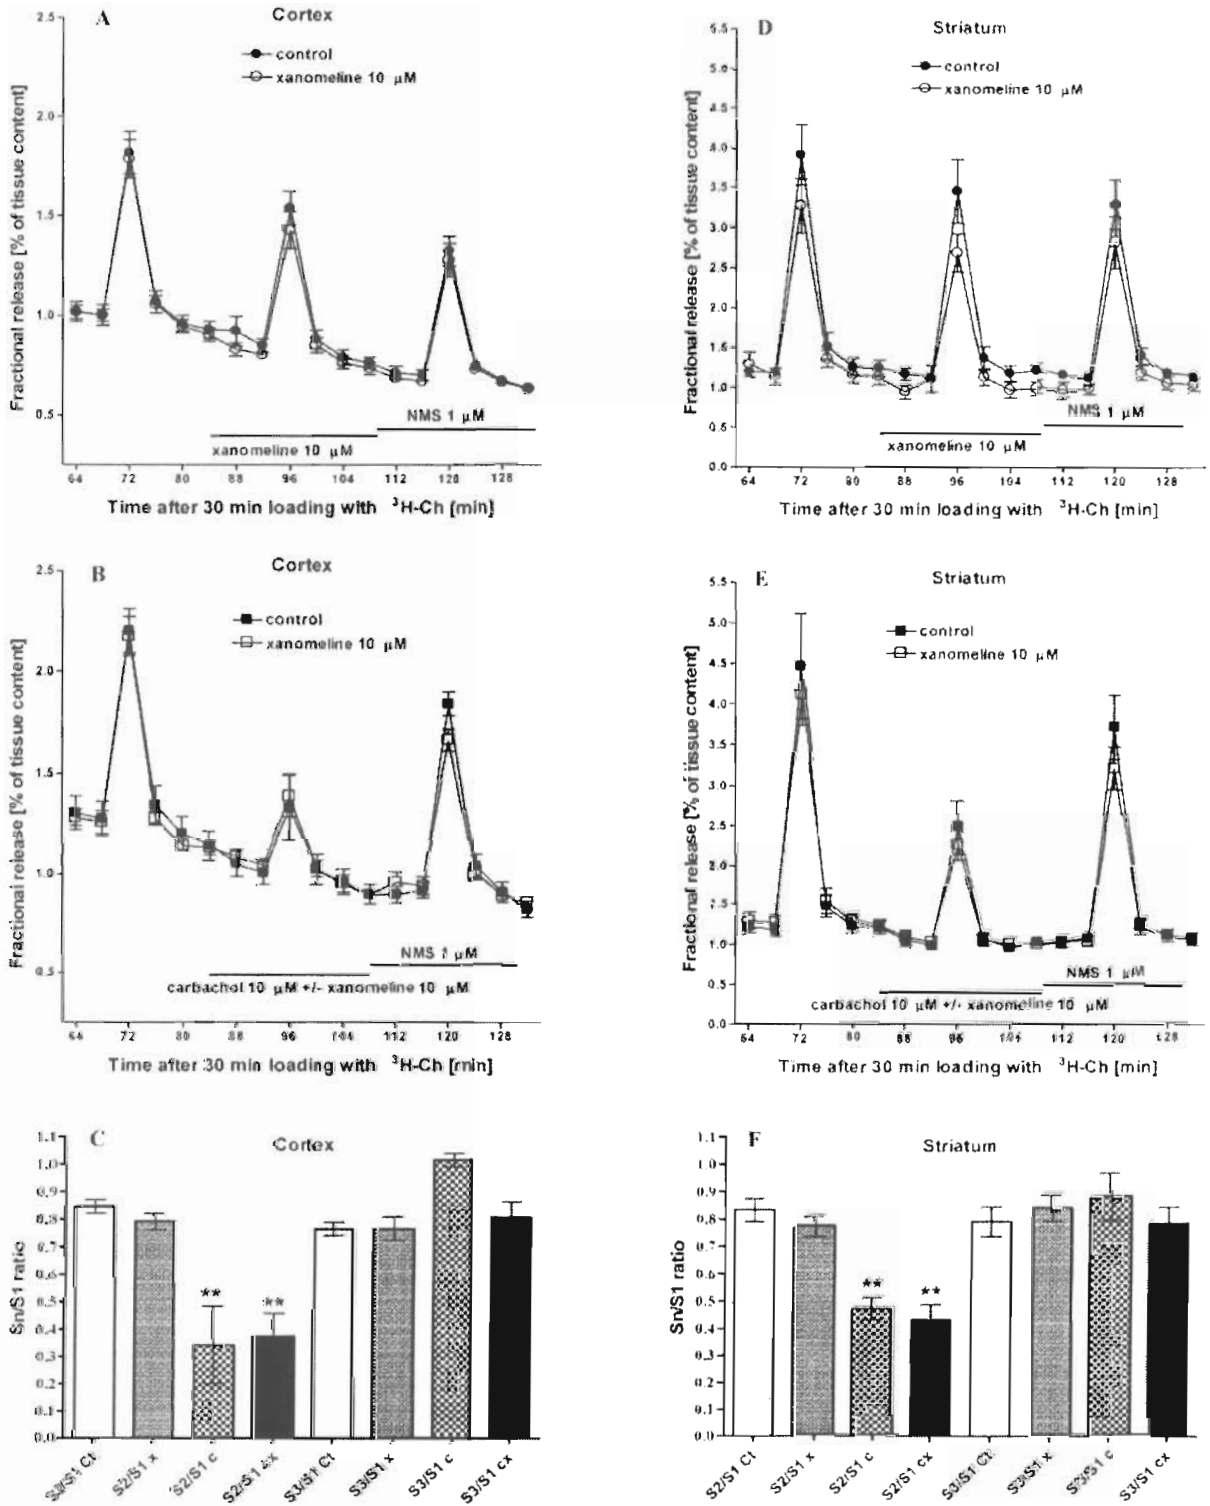 A
Cortex
control
xanomeline 10 µM
Fractional release [% of tissue content]
2.5
2.0
1.5
1.0
0.5
NMS 1 µM
xanomeline 10 µM
64 72 80 88 96 104 112 120 128
Time after 30 min loading with ³H-Ch [min]
D
Striatum
control
xanomeline 10 µM
Fractional release [% of tissue content]
5.5
5.0
4.5
4.0
3.5
3.0
2.5
2.0
1.5
1.0
0.5
0.0
NMS 1 µM
xanomeline 10 µM
64 72 80 88 96 104 112 120 128
Time after 30 min loading with ³H-Ch [min]
B
Cortex
control
xanomeline 10 µM
Fractional release [% of tissue content]
2.5
2.0
1.5
1.0
0.5
NMS 1 µM
carbachol 10 µM +/- xanomeline 10 µM
64 72 80 88 96 104 112 120 128
Time after 30 min loading with ³H-Ch [min]
E
Striatum
control
xanomeline 10 µM
Fractional release [% of tissue content]
5.5
5.0
4.5
4.0
3.5
3.0
2.5
2.0
1.5
1.0
0.5
0.0
NMS 1 µM
carbachol 10 µM +/- xanomeline 10 µM
64 72 80 88 96 104 112 120 128
Time after 30 min loading with ³H-Ch [min]
C
Cortex
Sn/S1 ratio
1.1
1.0
0.9
0.8
0.7
0.6
0.5
0.4
0.3
0.2
0.1
0.0
** **
S2/S1 Ct
S2/S1 x
S2/S1 c
S2/S1 cx
S3/S1 Ct
S3/S1 x
S3/S1 c
S3/S1 cx
F
Striatum
Sn/S1 ratio
1.1
1.0
0.9
0.8
0.7
0.6
0.5
0.4
0.3
0.2
0.1
0.0
** **
S2/S1 Ct
S2/S1 x
S2/S1 c
S2/S1 cx
S3/S1 Ct
S3/S1 x
S3/S1 c
S3/S1 cx